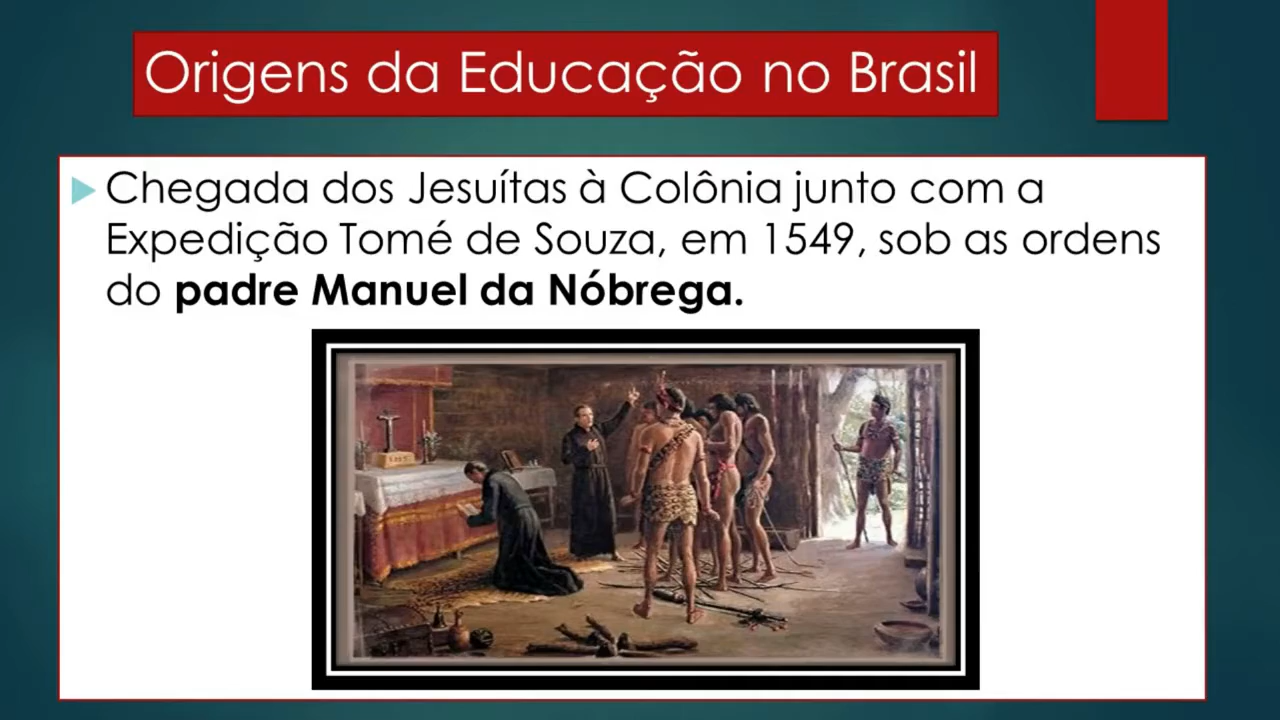 Origens da Educação no Brasil
Chegada dos Jesuítas à Colônia junto com a
Expedição Tomé de Souza, em 1549, sob as ordens
do padre Manuel da Nóbrega.